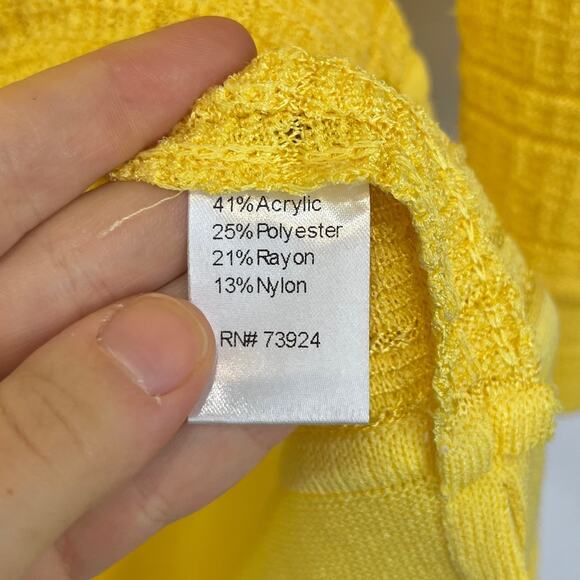 41% Acrylic
25% Polyester
21% Rayon
13% Nylon
RN# 73924